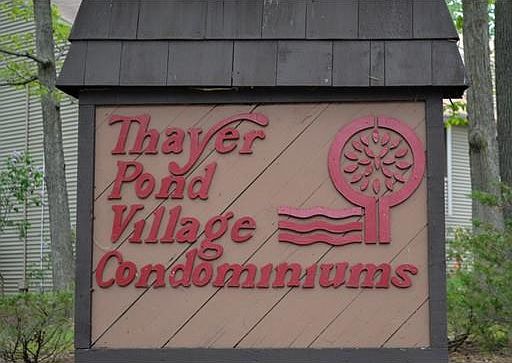 Thayer
Pond
Village
Condominiums